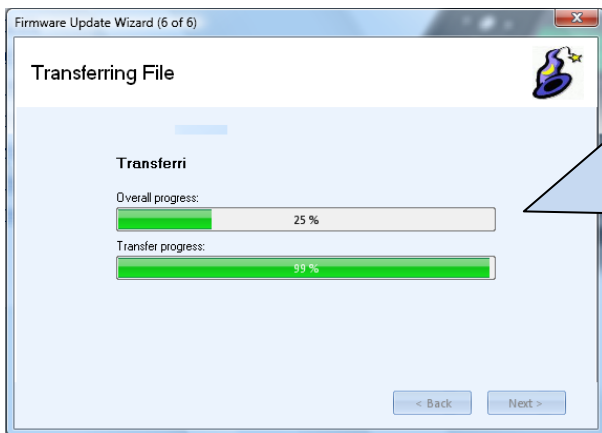 Firmware Update Wizard (6 of 6)
Transferring File
Transferri
Overall progress:
25 %
Transfer progress:
99 %
< Back
Next >